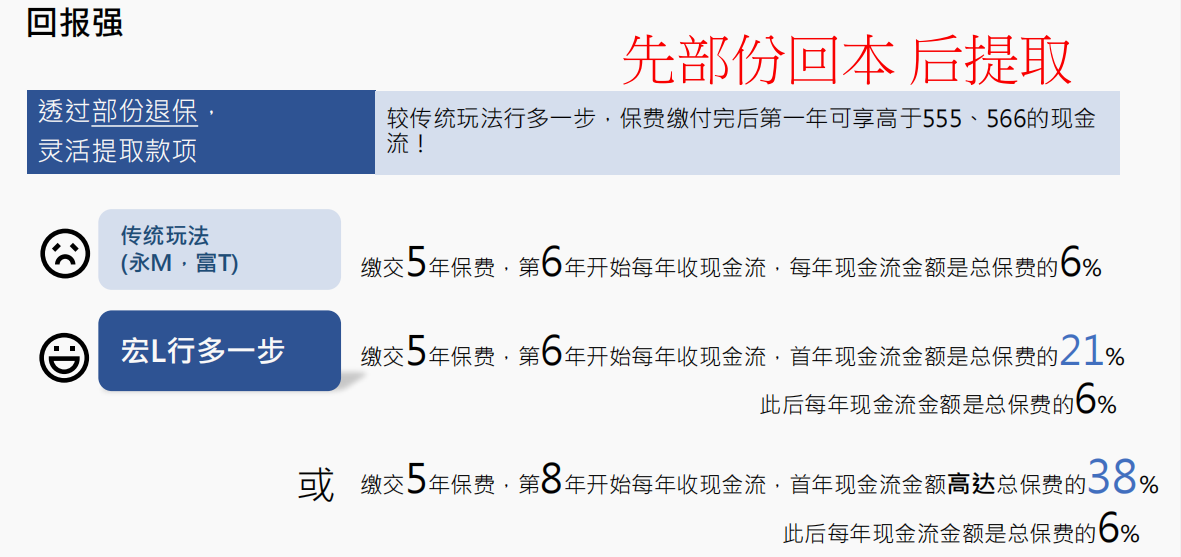 回报强
先部份回本 后提取
透过部份退保，
灵活提取款项
较传统玩法行多一步，保费缴付完后第一年可享高于555、566的现金
流！
传统玩法
(永M，富T)
缴交5年保费，第6年开始每年收现金流，每年现金流金额是总保费的6%
宏L行多一步
缴交5年保费，第6年开始每年收现金流，首年现金流金额是总保费的21%
此后每年现金流金额是总保费的6%
或
缴交5年保费，第8年开始每年收现金流，首年现金流金额高达总保费的38%
此后每年现金流金额是总保费的6%